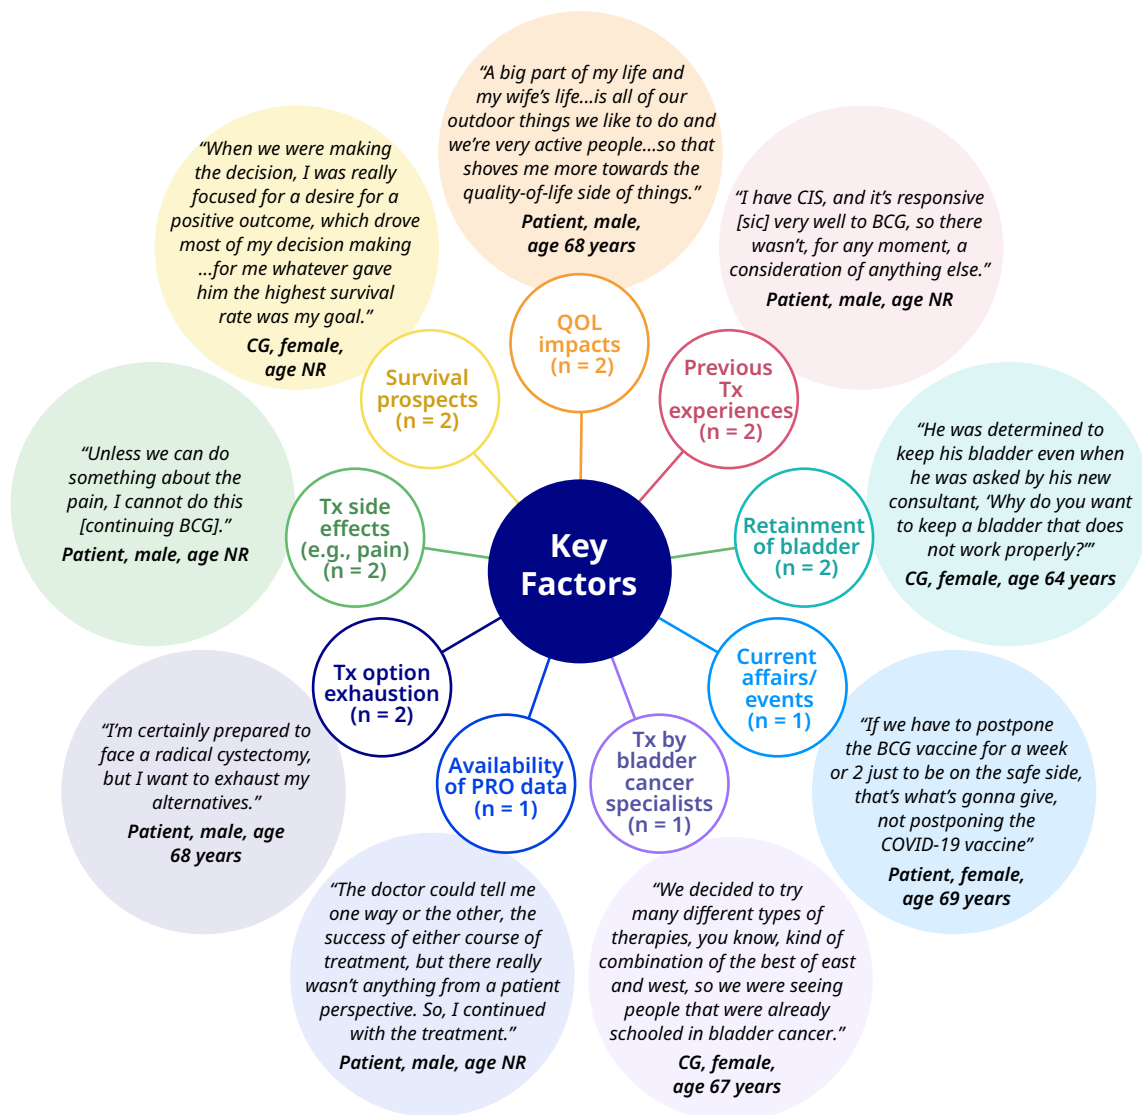 “A big part of my life and
my wife’s life...is all of our
outdoor things we like to do and
we’re very active people...so that
shoves me more towards the
quality-of-life side of things.”
Patient, male,
age 68 years
QOL
impacts
(n = 2)
“I have CIS, and it’s responsive
[sic] very well to BCG, so there
wasn’t, for any moment, a
consideration of anything else.”
Patient, male, age NR
Previous
Tx
experiences
(n = 2)
“He was determined to
keep his bladder even when
he was asked by his new
consultant, ‘Why do you want
to keep a bladder that does
not work properly?’”
CG, female, age 64 years
Retainment
of bladder
(n = 2)
“If we have to postpone
the BCG vaccine for a week
or 2 just to be on the safe side,
that’s what’s gonna give,
not postponing the
COVID-19 vaccine”
Patient, female,
age 69 years
Current
affairs/
events
(n = 1)
“We decided to try
many different types of
therapies, you know, kind of
combination of the best of east
and west, so we were seeing
people that were already
schooled in bladder cancer.”
CG, female,
age 67 years
Tx by
bladder
cancer
specialists
(n = 1)
“The doctor could tell me
one way or the other, the
success of either course of
treatment, but there really
wasn’t anything from a patient
perspective. So, I continued
with the treatment.”
Patient, male, age NR
Availability
of PRO data
(n = 1)
“I’m certainly prepared to
face a radical cystectomy,
but I want to exhaust my
alternatives.”
Patient, male, age
68 years
Tx option
exhaustion
(n = 2)
“Unless we can do
something about the
pain, I cannot do this
[continuing BCG].”
Patient, male, age NR
Tx side
effects
(e.g., pain)
(n = 2)
“When we were making
the decision, I was really
focused for a desire for a
positive outcome, which drove
most of my decision making
...for me whatever gave
him the highest survival
rate was my goal.”
CG, female,
age NR
Survival
prospects
(n = 2)
Key
Factors